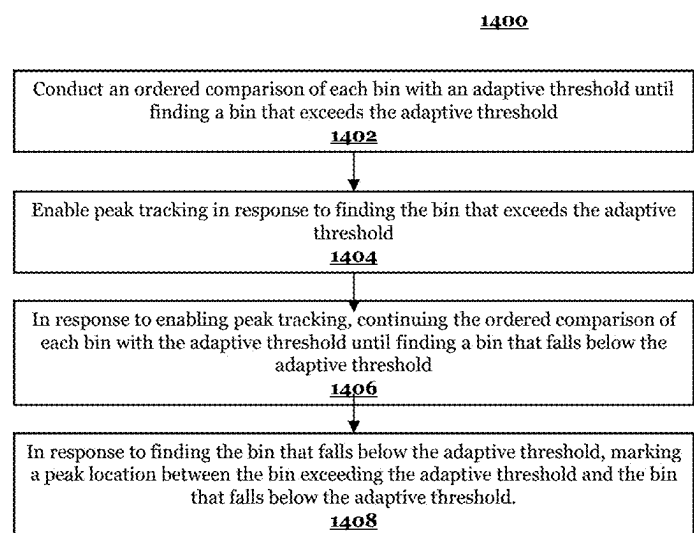 1400
Conduct an ordered comparison of each bin with an adaptive threshold until
finding a bin that exceeds the adaptive threshold
1402
Enable peak tracking in response to finding the bin that exceeds the adaptive
threshold
1404
In response to enabling peak tracking, continuing the ordered comparison of
each bin with the adaptive threshold until finding a bin that falls below the
adaptive threshold
1406
In response to finding the bin that falls below the adaptive threshold, marking
a peak location between the bin exceeding the adaptive threshold and the bin
that falls below the adaptive threshold.
1408